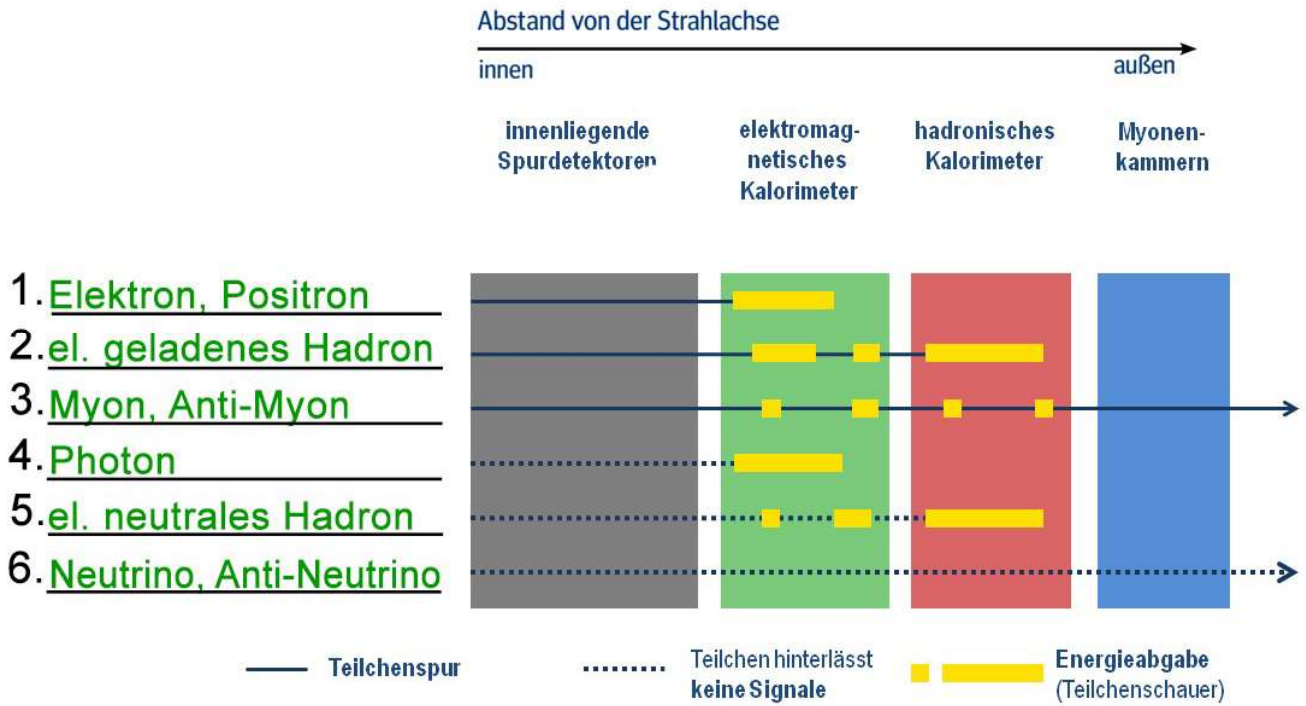 Abstand von der Strahlachse
innen
außen
innenliegende
Spurdetektoren
elektromag-
netisches
Kalorimeter
hadronisches
Kalorimeter
Myonen-
kammern
1. Elektron, Positron
2. el. geladenes Hadron
3. Myon, Anti-Myon
4. Photon
5. el. neutrales Hadron
6. Neutrino, Anti-Neutrino
Teilchenspur
Teilchen hinterlässt
keine Signale
Energieabgabe
(Teilchenschauer)